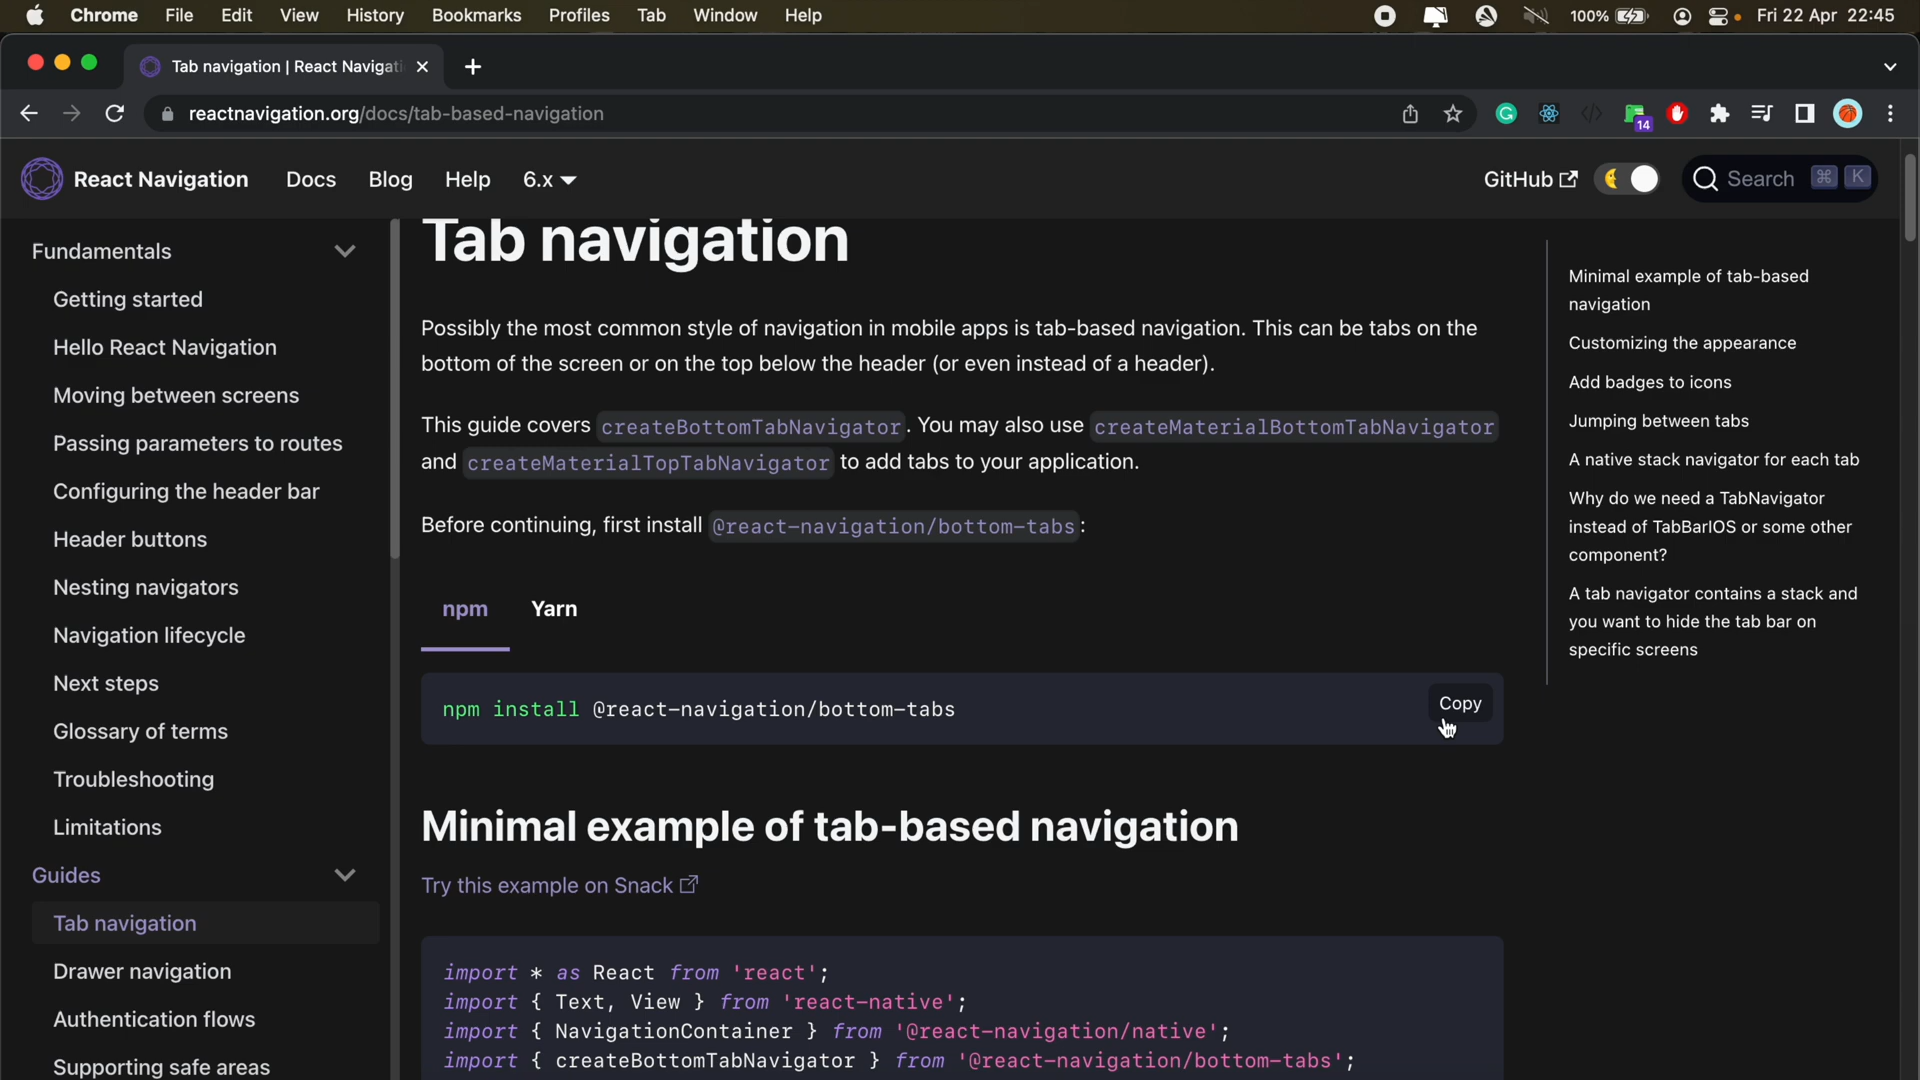 Chrome File Edit View History Bookmarks Profiles Tab Window Help 100% Fri 22 Apr 22:45
Tab navigation | React Navigati
reactnavigation.org/docs/tab-based-navigation
14
React Navigation Docs Blog Help 6.x GitHub Search ⌘ K
Fundamentals
Getting started
Hello React Navigation
Moving between screens
Passing parameters to routes
Configuring the header bar
Header buttons
Nesting navigators
Navigation lifecycle
Next steps
Glossary of terms
Troubleshooting
Limitations
Guides
Tab navigation
Drawer navigation
Authentication flows
Supporting safe areas
Tab navigation
Possibly the most common style of navigation in mobile apps is tab-based navigation. This can be tabs on the
bottom of the screen or on the top below the header (or even instead of a header).
This guide covers createBottomTabNavigator. You may also use createMaterialBottomTabNavigator
and createMaterialTopTabNavigator to add tabs to your application.
Before continuing, first install @react-navigation/bottom-tabs:
npm Yarn
npm install @react-navigation/bottom-tabs
Copy
Minimal example of tab-based navigation
Try this example on Snack
import * as React from 'react';
import { Text, View } from 'react-native';
import { NavigationContainer } from '@react-navigation/native';
import { createBottomTabNavigator } from '@react-navigation/bottom-tabs';
Minimal example of tab-based
navigation
Customizing the appearance
Add badges to icons
Jumping between tabs
A native stack navigator for each tab
Why do we need a TabNavigator
instead of TabBarIOS or some other
component?
A tab navigator contains a stack and
you want to hide the tab bar on
specific screens